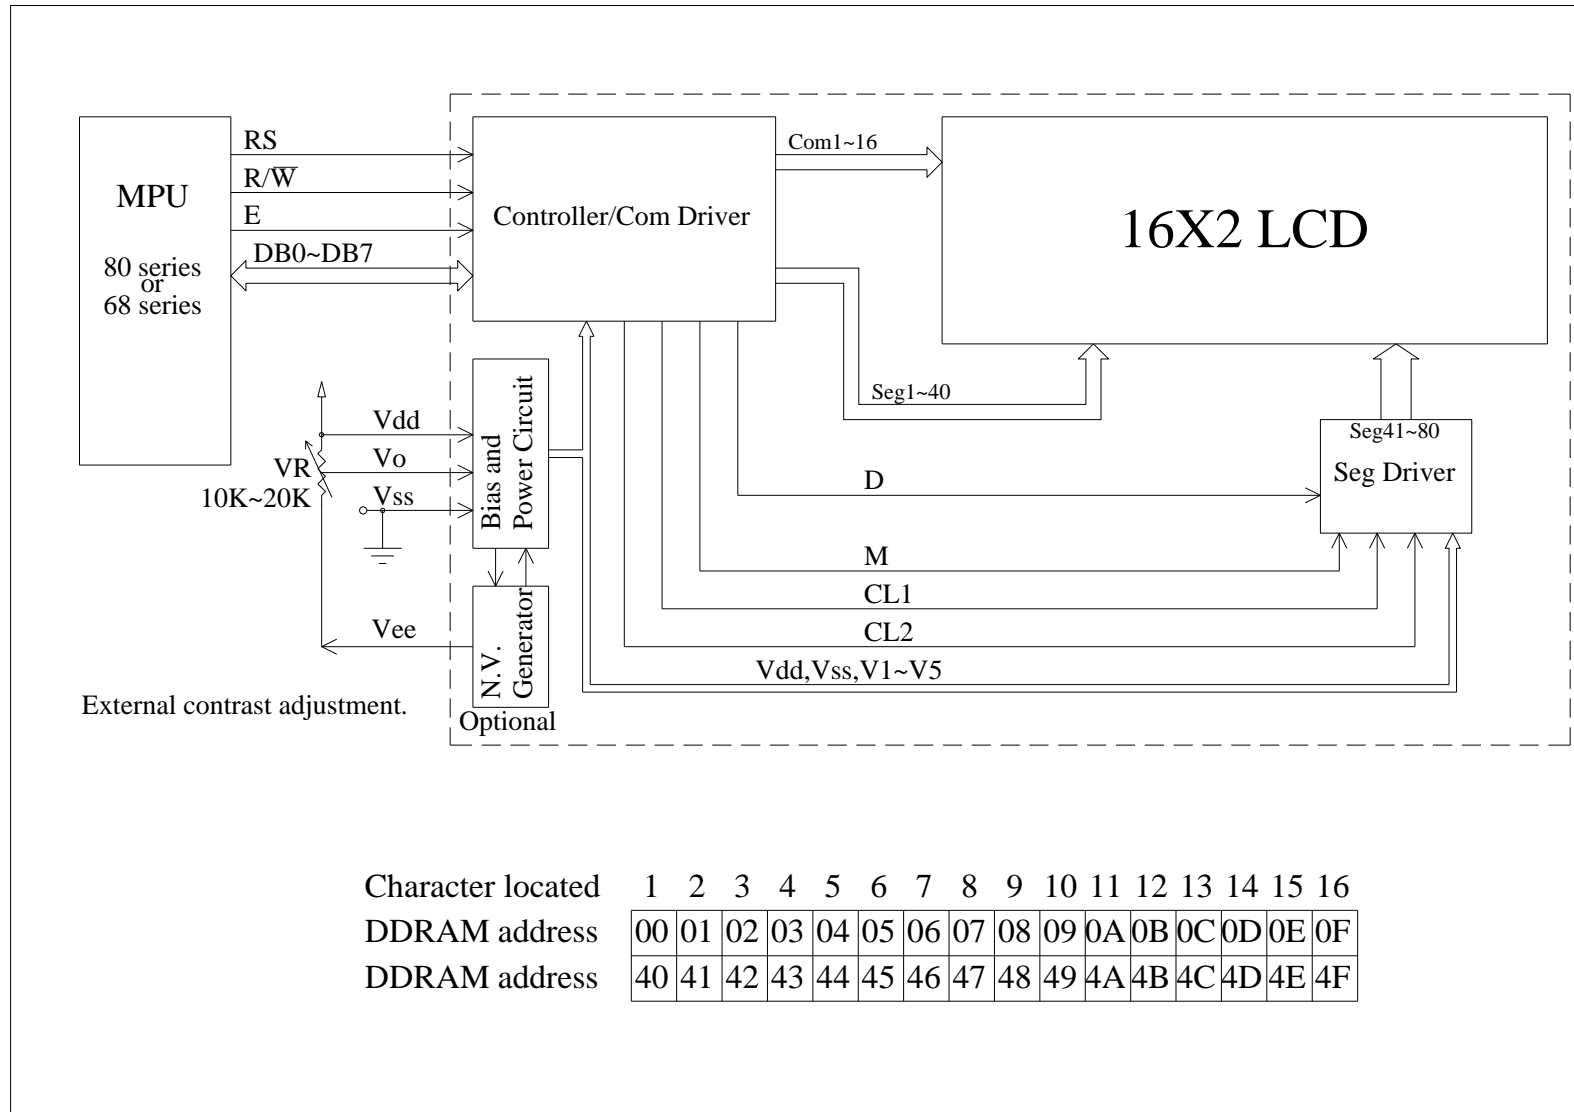 RS
R/W̅
E
DB0~DB7
MPU
80 series
or
68 series
Controller/Com Driver
Com1~16
16X2 LCD
Seg1~40
Seg41~80
Seg Driver
Vdd
Vo
Vss
VR
10K~20K
Bias and
Power Circuit
D
M
CL1
CL2
Vdd,Vss,V1~V5
Vee
N.V.
Generator
Optional
External contrast adjustment.
Character located 1 2 3 4 5 6 7 8 9 10 11 12 13 14 15 16
DDRAM address 00 01 02 03 04 05 06 07 08 09 0A 0B 0C 0D 0E 0F
DDRAM address 40 41 42 43 44 45 46 47 48 49 4A 4B 4C 4D 4E 4F